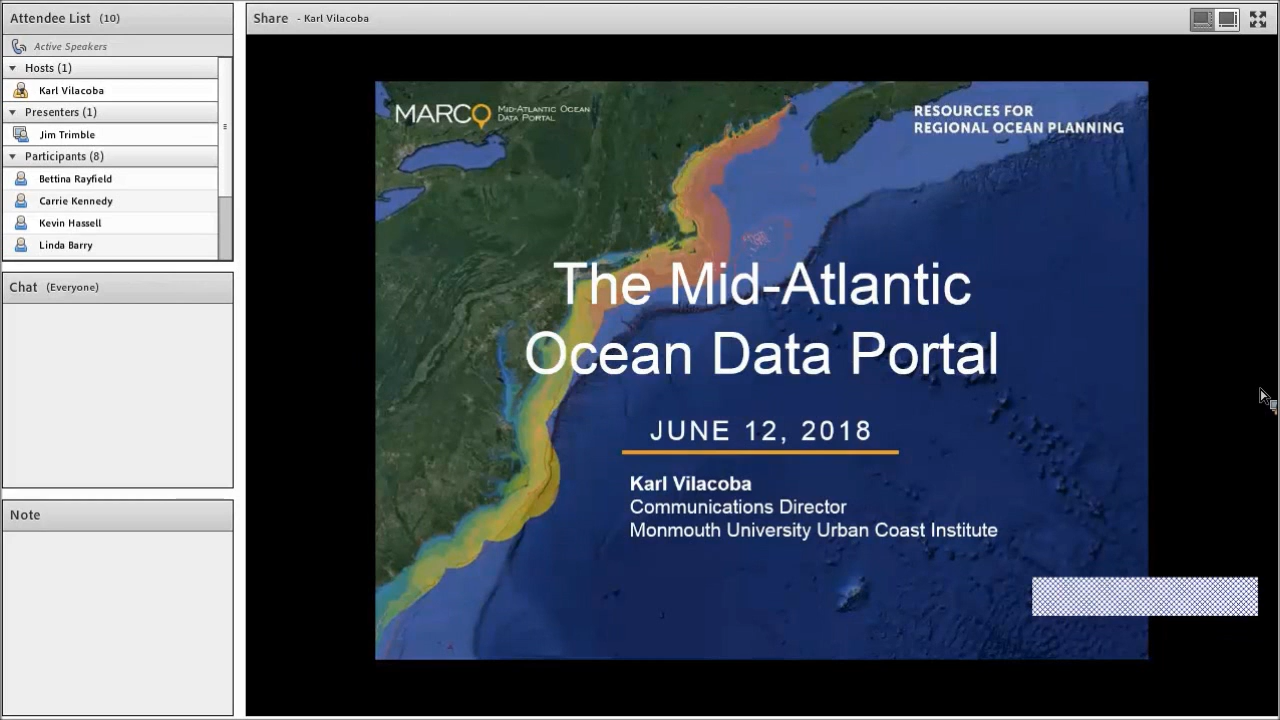 Attendee List (10)
Active Speakers
Hosts (1)
Karl Vilacoba
Presenters (1)
Jim Trimble
Participants (8)
Bettina Rayfield
Carrie Kennedy
Kevin Hassell
Linda Barry
Chat (Everyone)
Note
Share - Karl Vilacoba
MARCO MID-ATLANTIC OCEAN
DATA PORTAL
RESOURCES FOR
REGIONAL OCEAN PLANNING
The Mid-Atlantic
Ocean Data Portal
JUNE 12, 2018
Karl Vilacoba
Communications Director
Monmouth University Urban Coast Institute